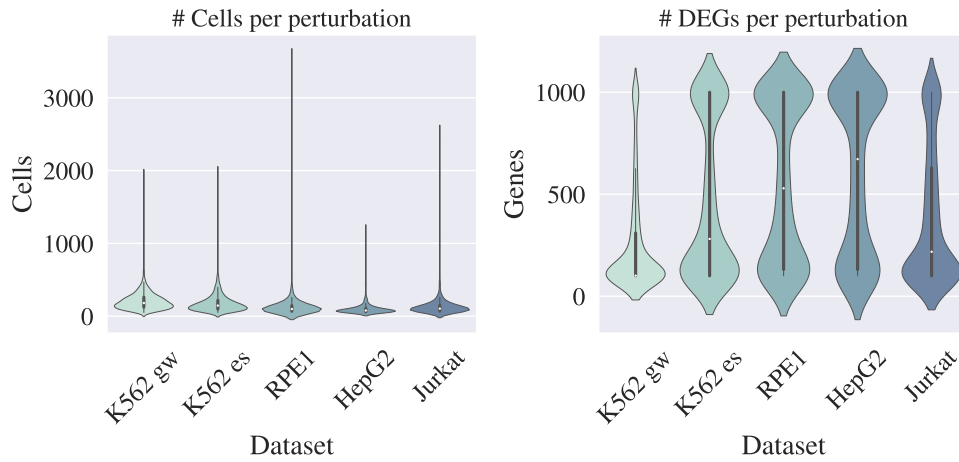 # Cells per perturbation
Cells
3000
2000
1000
0
K562 gw
K562 es
RPE1
HepG2
Jurkat
Dataset
# DEGs per perturbation
Genes
1000
500
0
K562 gw
K562 es
RPE1
HepG2
Jurkat
Dataset